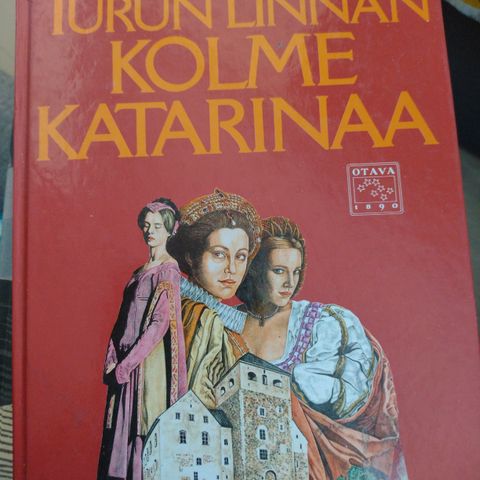 TURUN LINNAN
KOLME
KATARINAA
OTAVA
1890